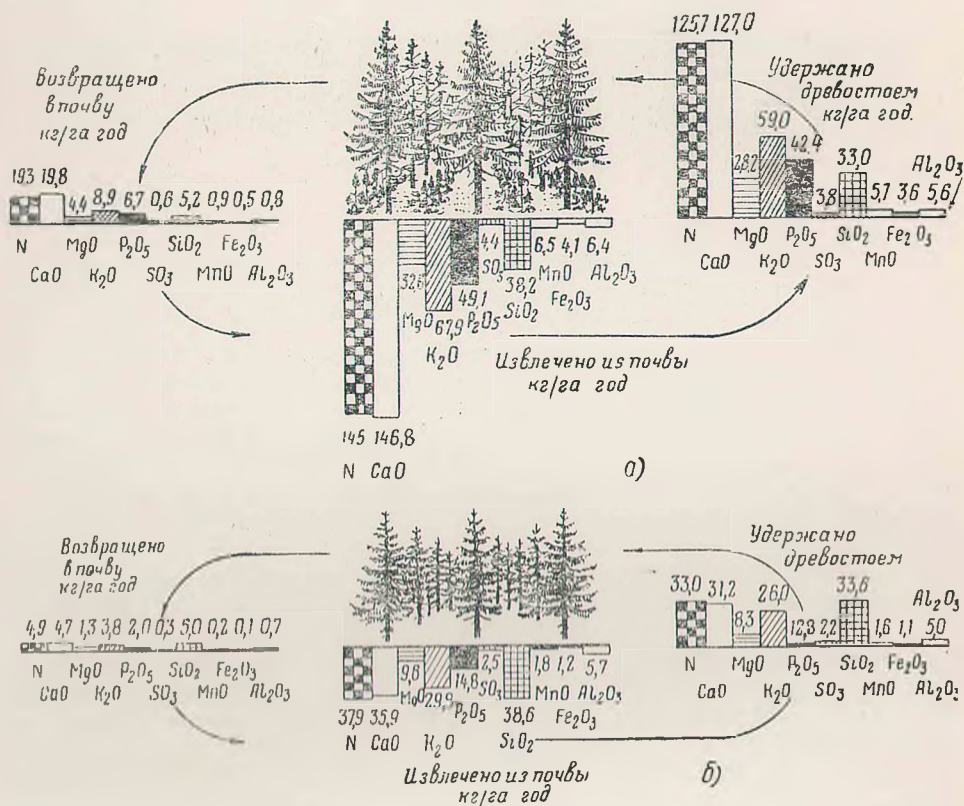 Возвращено
в почву
кг/га год
193 19,8 4,4 8,9 6,7 0,6 5,2 0,9 0,5 0,8
N MgO P₂O₅ SiO₂ Fe₂O₃
CaO K₂O SO₃ MnO Al₂O₃
125,7 127,0
Удержано
древостоем
кг/га год.
28,2 59,0 42,4 3,8 33,0 5,7 3,6 5,6
Al₂O₃
N MgO P₂O₅ SiO₂ Fe₂O₃
CaO K₂O SO₃ MnO
32,6 67,9 49,1 4,4 38,2 6,5 4,1 6,4
MgO K₂O P₂O₅ SO₃ SiO₂ MnO Fe₂O₃ Al₂O₃
145 146,8
N CaO
Извлечено из почвы
кг/га год
а)
Возвращено
в почву
кг/га год
4,9 4,7 1,3 3,8 2,0 0,3 5,0 0,2 0,1 0,7
N MgO P₂O₅ SiO₂ Fe₂O₃
CaO K₂O SO₃ MnO Al₂O₃
Удержано
древостоем
33,0 31,2 8,3 26,0 12,8 2,2 33,6 1,6 1,1 5,0
Al₂O₃
N MgO P₂O₅ SiO₂ Fe₂O₃
CaO K₂O SO₃ MnO Al₂O₃
9,6 29,9 14,8 2,5 1,8 1,2 5,7
MgO P₂O₅ SO₃ MnO Al₂O₃
37,9 35,9 38,6
N CaO K₂O SiO₂ Fe₂O₃
Извлечено из почвы
кг/га год
б)